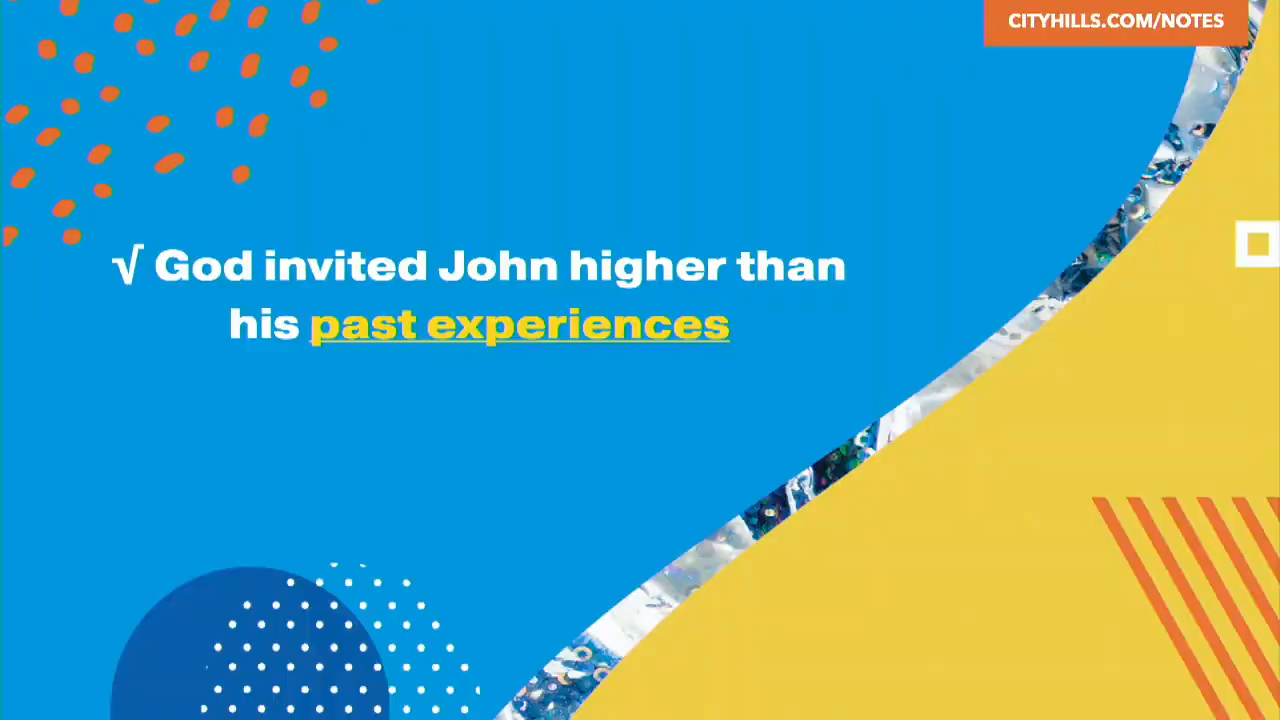 CITYHILLS.COM/NOTES
√ God invited John higher than
his past experiences